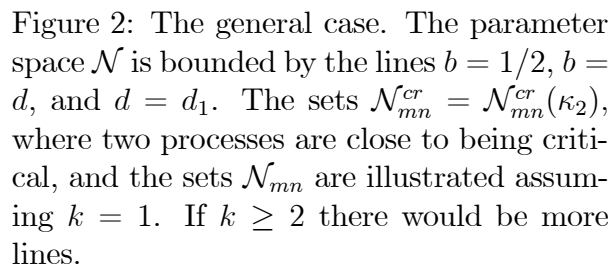 Figure 2: The general case. The parameter
space 𝒩 is bounded by the lines b = 1/2, b =
d, and d = d₁. The sets 𝒩ᶜʳₘₙ = 𝒩ᶜʳₘₙ(κ₂),
where two processes are close to being criti-
cal, and the sets 𝒩ₘₙ are illustrated assum-
ing k = 1. If k ≥ 2 there would be more
lines.